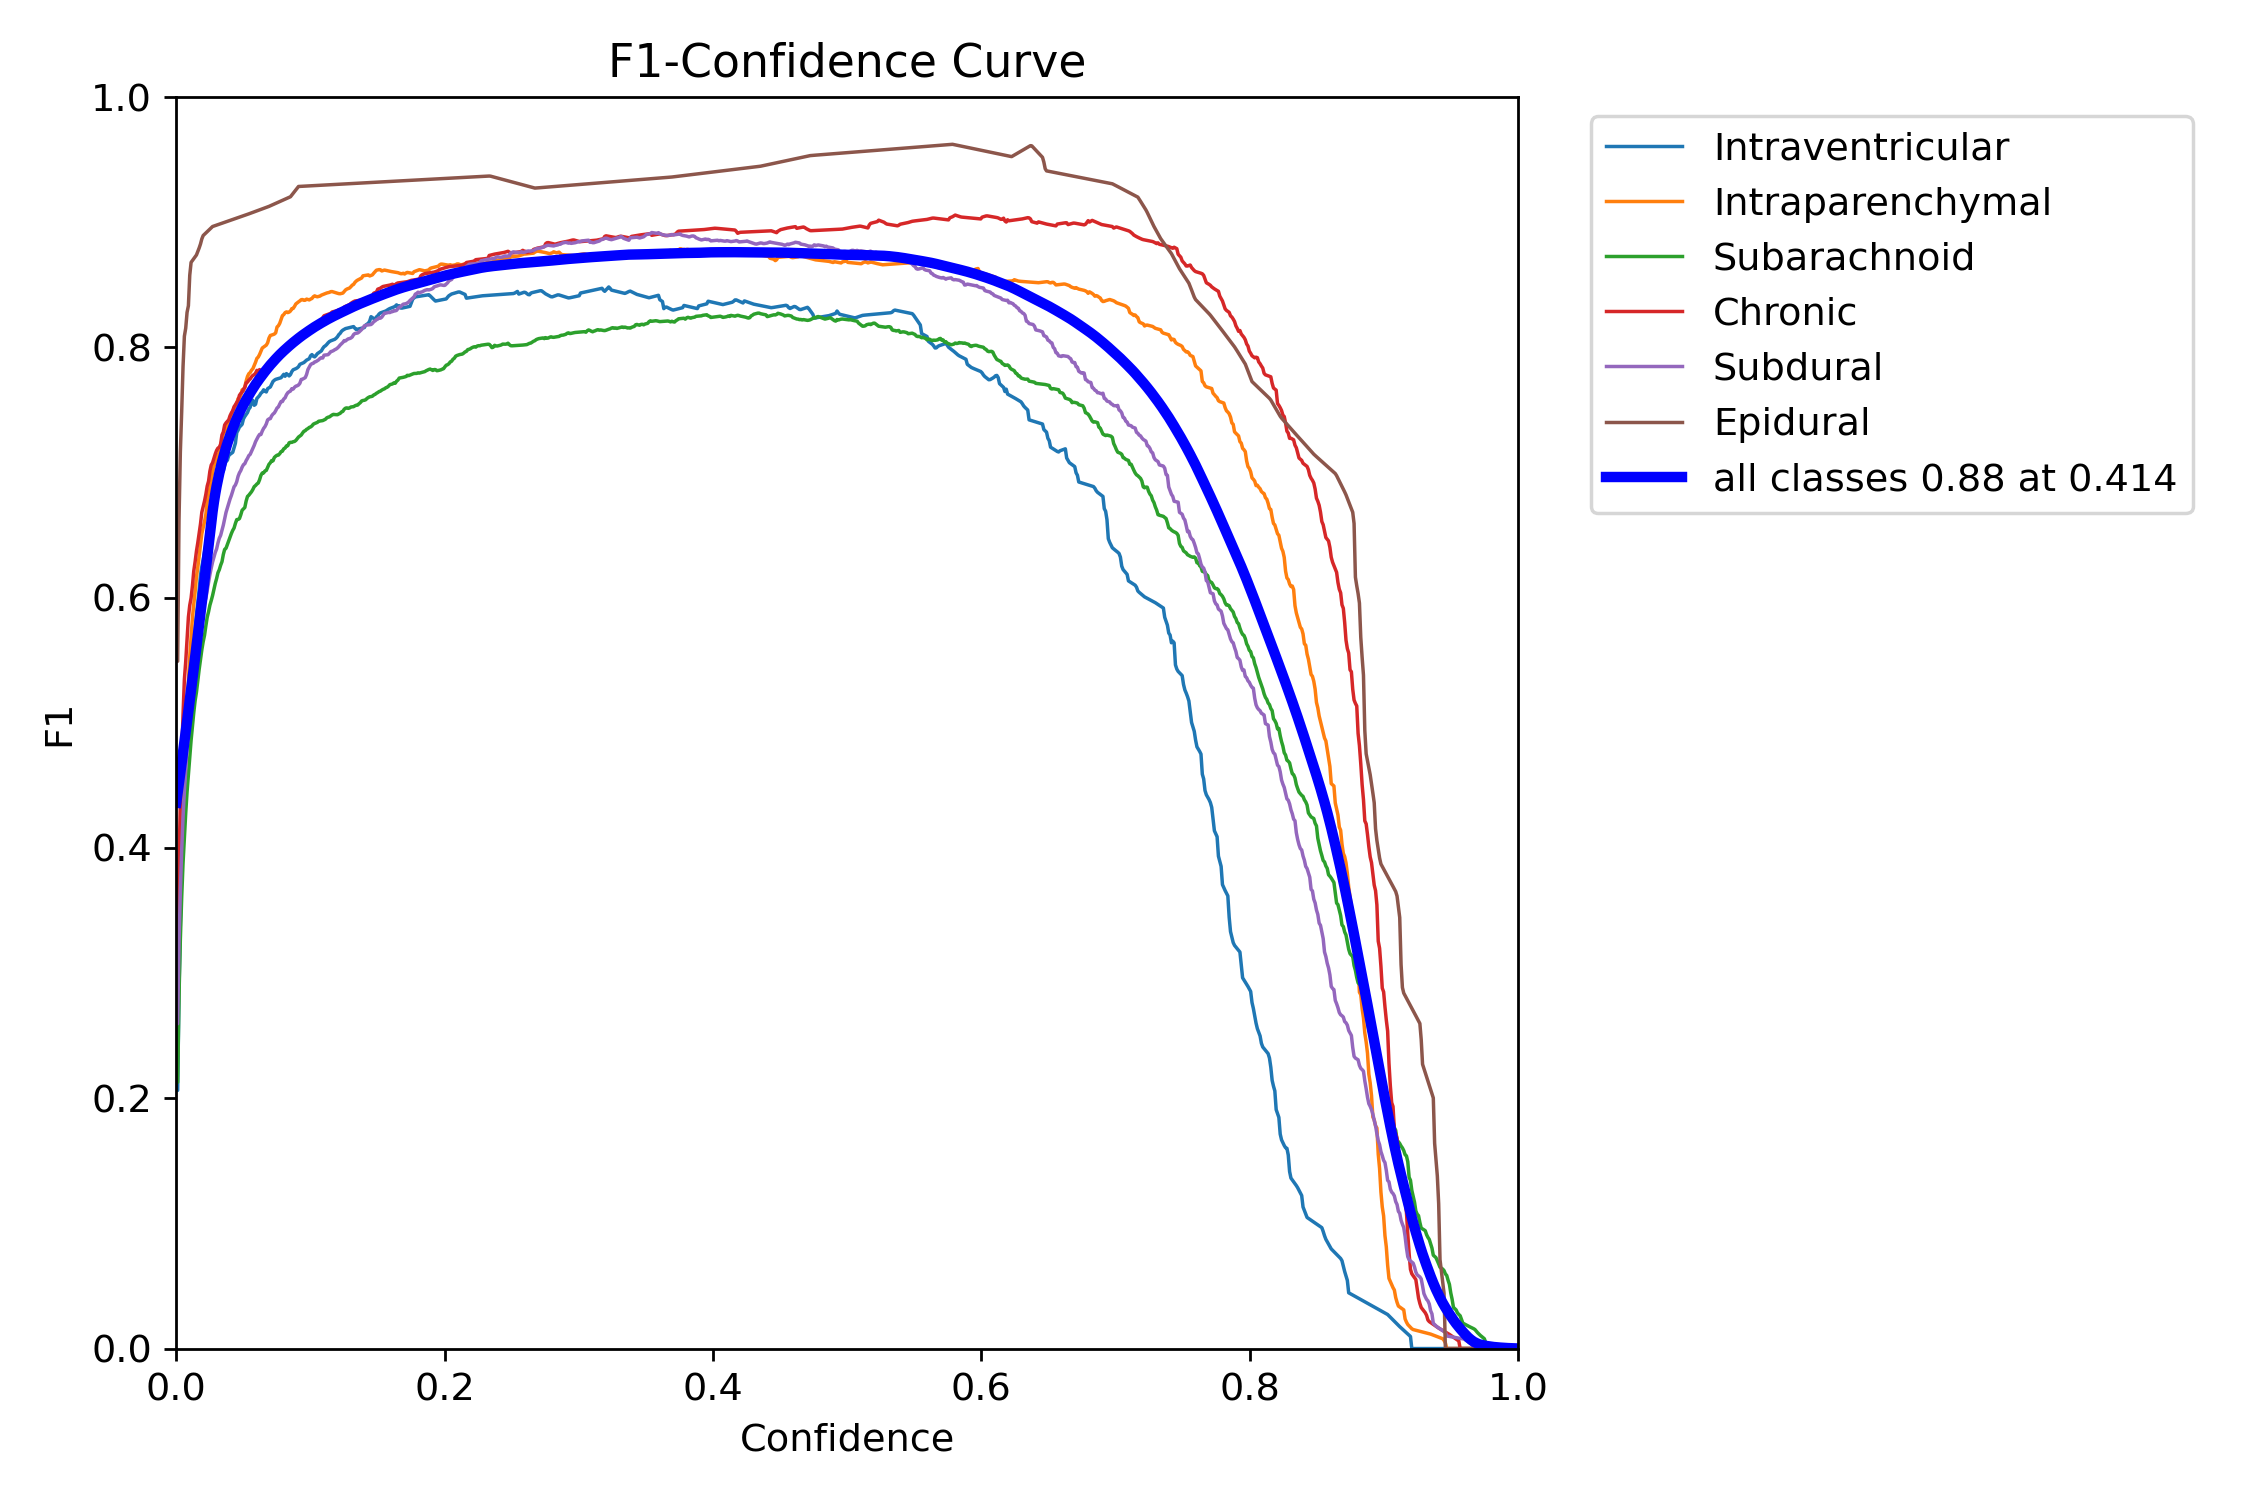 F1-Confidence Curve
1.0
0.8
0.6
0.4
0.2
0.0
F1
0.0 0.2 0.4 0.6 0.8 1.0
Confidence
Intraventricular
Intraparenchymal
Subarachnoid
Chronic
Subdural
Epidural
all classes 0.88 at 0.414